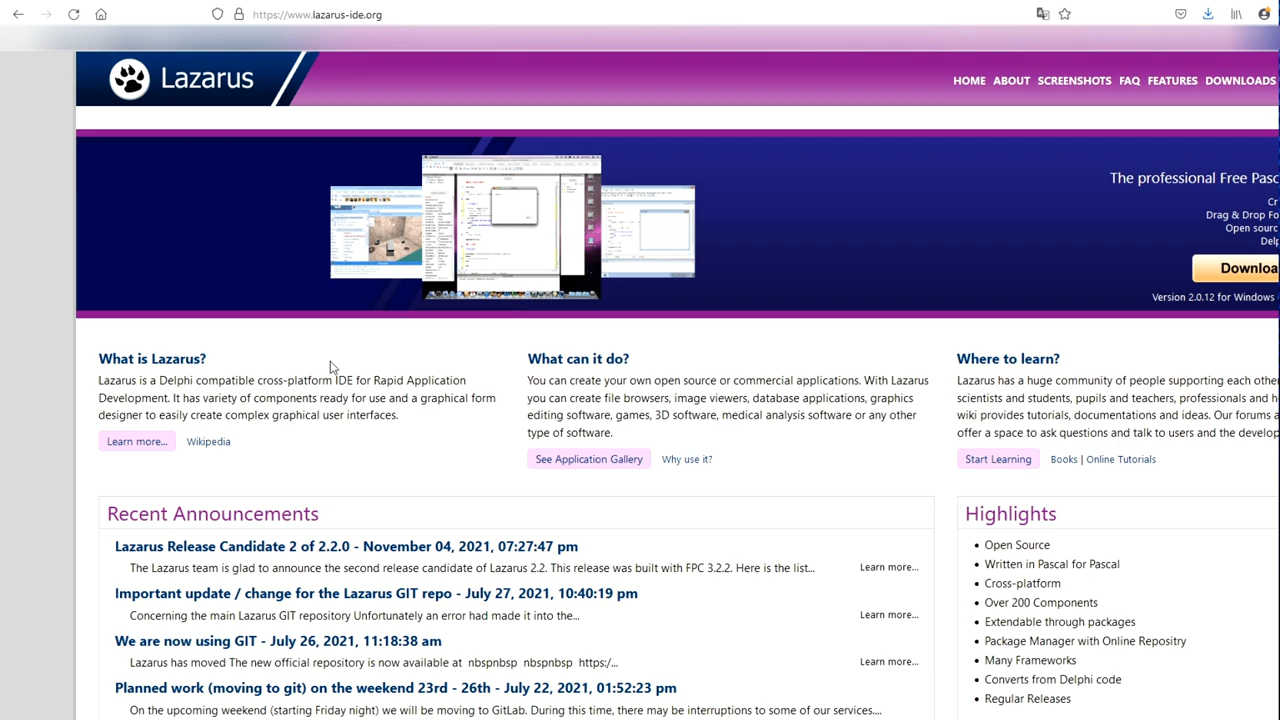 https://www.lazarus-ide.org
Lazarus
HOME ABOUT SCREENSHOTS FAQ FEATURES DOWNLOADS
The professional Free
Drag & Drop
Open
Version 2.0.12 for Windows
What is Lazarus?
Lazarus is a Delphi compatible cross-platform IDE for Rapid Application
Development. It has variety of components ready for use and a graphical form
designer to easily create complex graphical user interfaces.
Learn more... Wikipedia
What can it do?
You can create your own open source or commercial applications. With Lazarus
you can create file browsers, image viewers, database applications, graphics
editing software, games, 3D software, medical analysis software or any other
type of software.
See Application Gallery Why use it?
Where to learn?
Lazarus has a huge community of people supporting each othe
scientists and students, pupils and teachers, professionals and h
wiki provides tutorials, documentations and ideas. Our forums a
offer a space to ask questions and talk to users and the develop
Start Learning Books | Online Tutorials
Recent Announcements
Lazarus Release Candidate 2 of 2.2.0 - November 04, 2021, 07:27:47 pm
The Lazarus team is glad to announce the second release candidate of Lazarus 2.2. This release was built with FPC 3.2.2. Here is the list... Learn more...
Important update / change for the Lazarus GIT repo - July 27, 2021, 10:40:19 pm
Concerning the main Lazarus GIT repository Unfortunately an error had made it into the... Learn more...
We are now using GIT - July 26, 2021, 11:18:38 am
Lazarus has moved The new official repository is now available at nbspnbsp nbspnbsp https:/... Learn more...
Planned work (moving to git) on the weekend 23rd - 26th - July 22, 2021, 01:52:23 pm
On the upcoming weekend (starting Friday night) we will be moving to GitLab. During this time, there may be interruptions to some of our services....
Highlights
Open Source
Written in Pascal for Pascal
Cross-platform
Over 200 Components
Extendable through packages
Package Manager with Online Repositry
Many Frameworks
Converts from Delphi code
Regular Releases